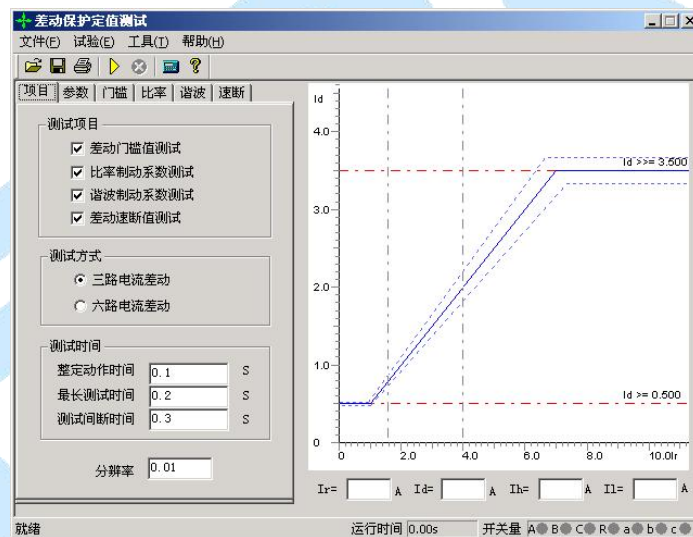 差动保护定值测试
文件(F) 试验(E) 工具(T) 帮助(H)
项目 参数 门槛 比率 谐波 速断
测试项目
差动门槛值测试
比率制动系数测试
谐波制动系数测试
差动速断值测试
测试方式
三路电流差动
六路电流差动
测试时间
整定动作时间 0.1 S
最长测试时间 0.2 S
测试间断时间 0.3 S
分辨率 0.01
Id
4.0
Id >>= 3.500
3.0
2.0
1.0
Id >= 0.500
0
0 2.0 4.0 6.0 8.0 10.0Ir
Ir= A Id= A Ih= A Il= A
就绪 运行时间 0.00s 开关量 A B C R a b c